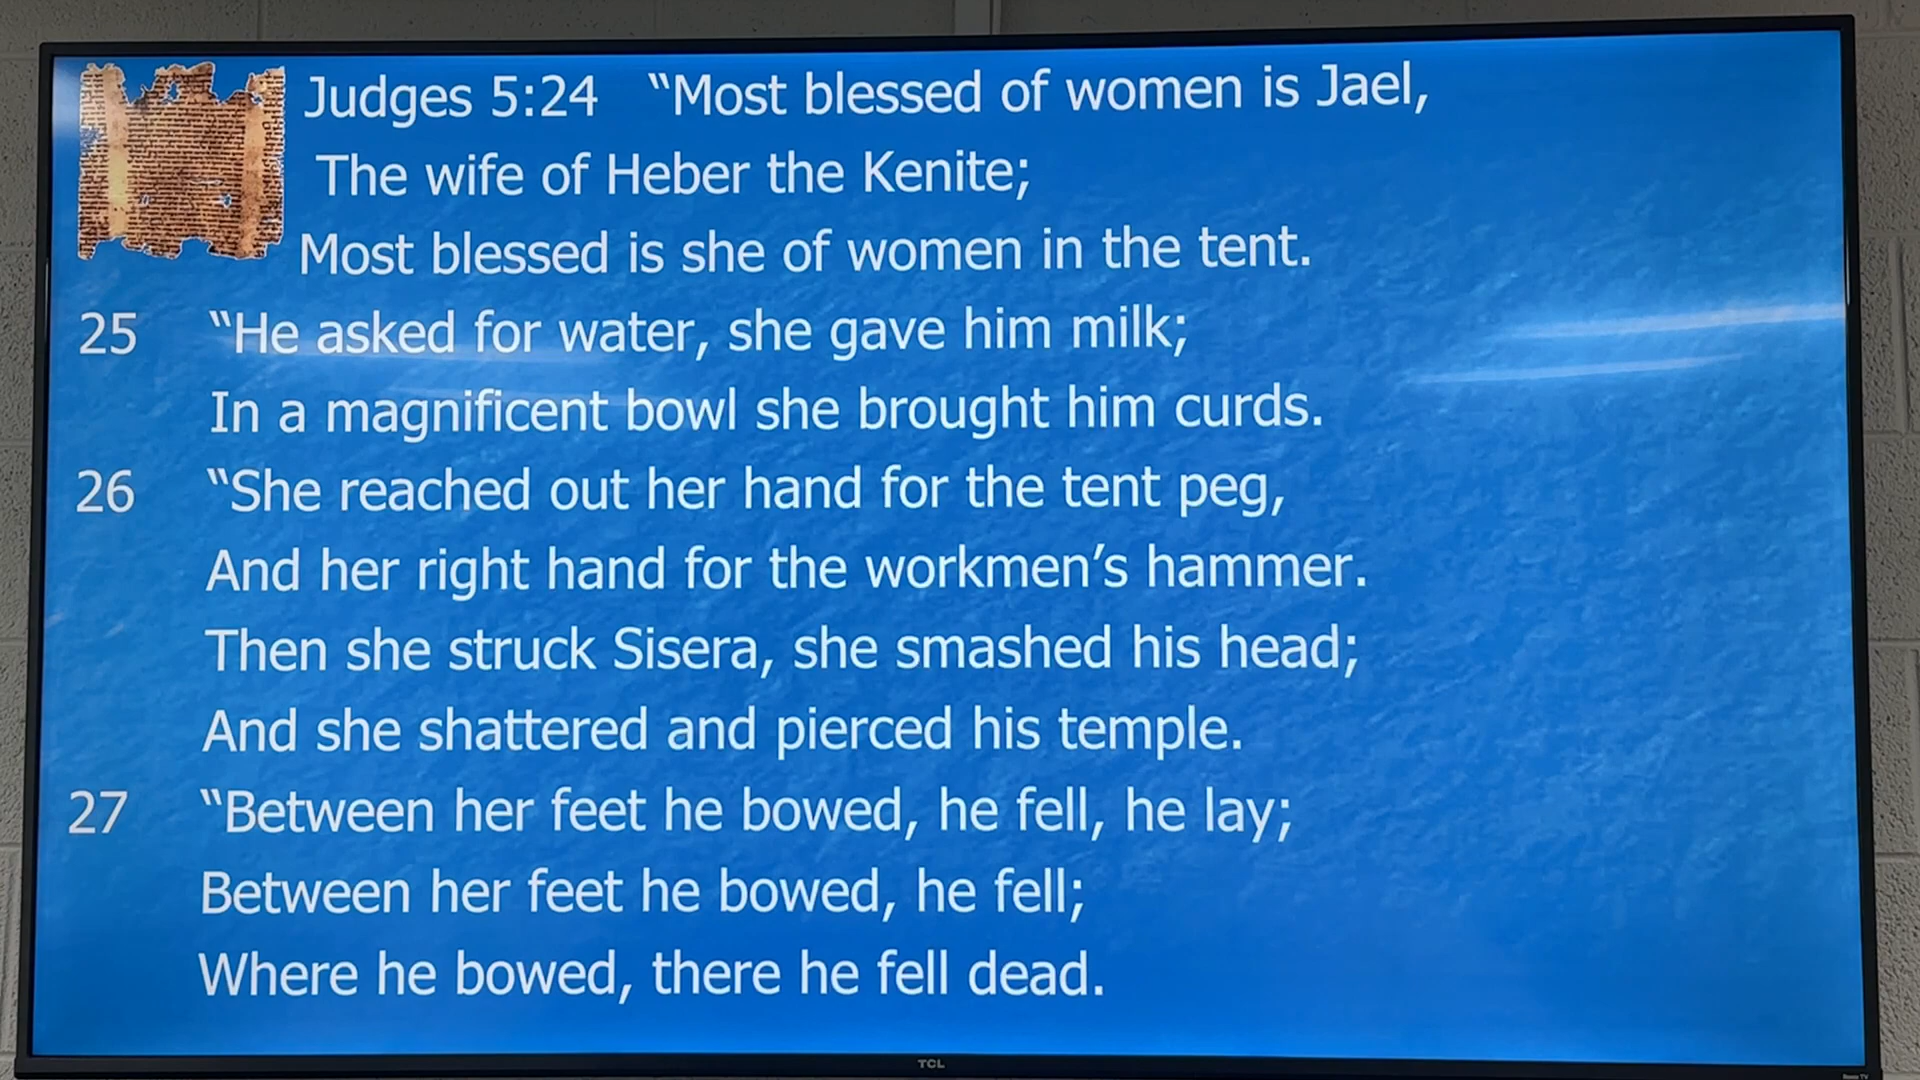 Judges 5:24 “Most blessed of women is Jael,
The wife of Heber the Kenite;
Most blessed is she of women in the tent.
25 “He asked for water, she gave him milk;
In a magnificent bowl she brought him curds.
26 “She reached out her hand for the tent peg,
And her right hand for the workmen’s hammer.
Then she struck Sisera, she smashed his head;
And she shattered and pierced his temple.
27 “Between her feet he bowed, he fell, he lay;
Between her feet he bowed, he fell;
Where he bowed, there he fell dead.
TCL
Roku TV